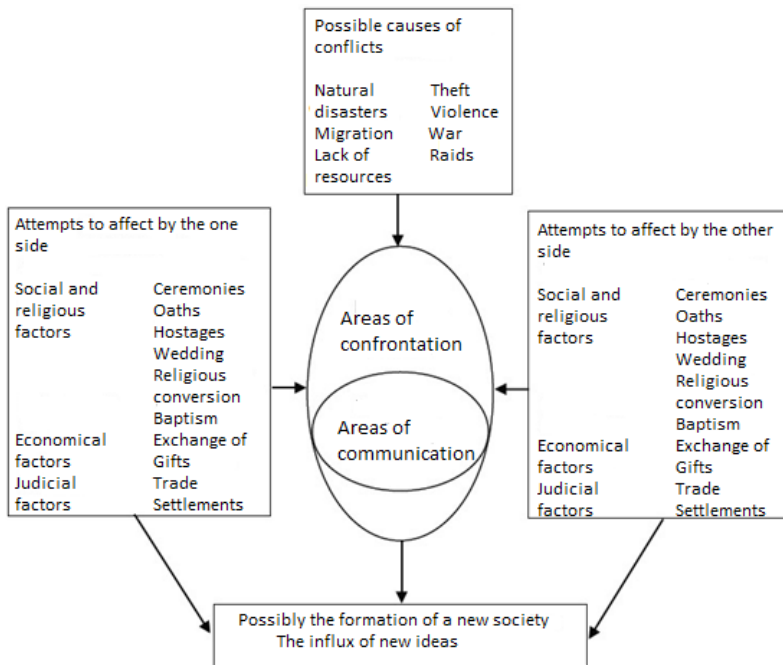 Possible causes of
conflicts
Natural Theft
disasters Violence
Migration War
Lack of Raids
resources
Attempts to affect by the one
side
Social and Ceremonies
religious Oaths
factors Hostages
Wedding
Religious
conversion
Baptism
Economical Exchange of
factors Gifts
Judicial Trade
factors Settlements
Areas of
confrontation
Areas of
communication
Attempts to affect by the other
side
Social and Ceremonies
religious Oaths
factors Hostages
Wedding
Religious
conversion
Baptism
Economical Exchange of
factors Gifts
Judicial Trade
factors Settlements
Possibly the formation of a new society
The influx of new ideas